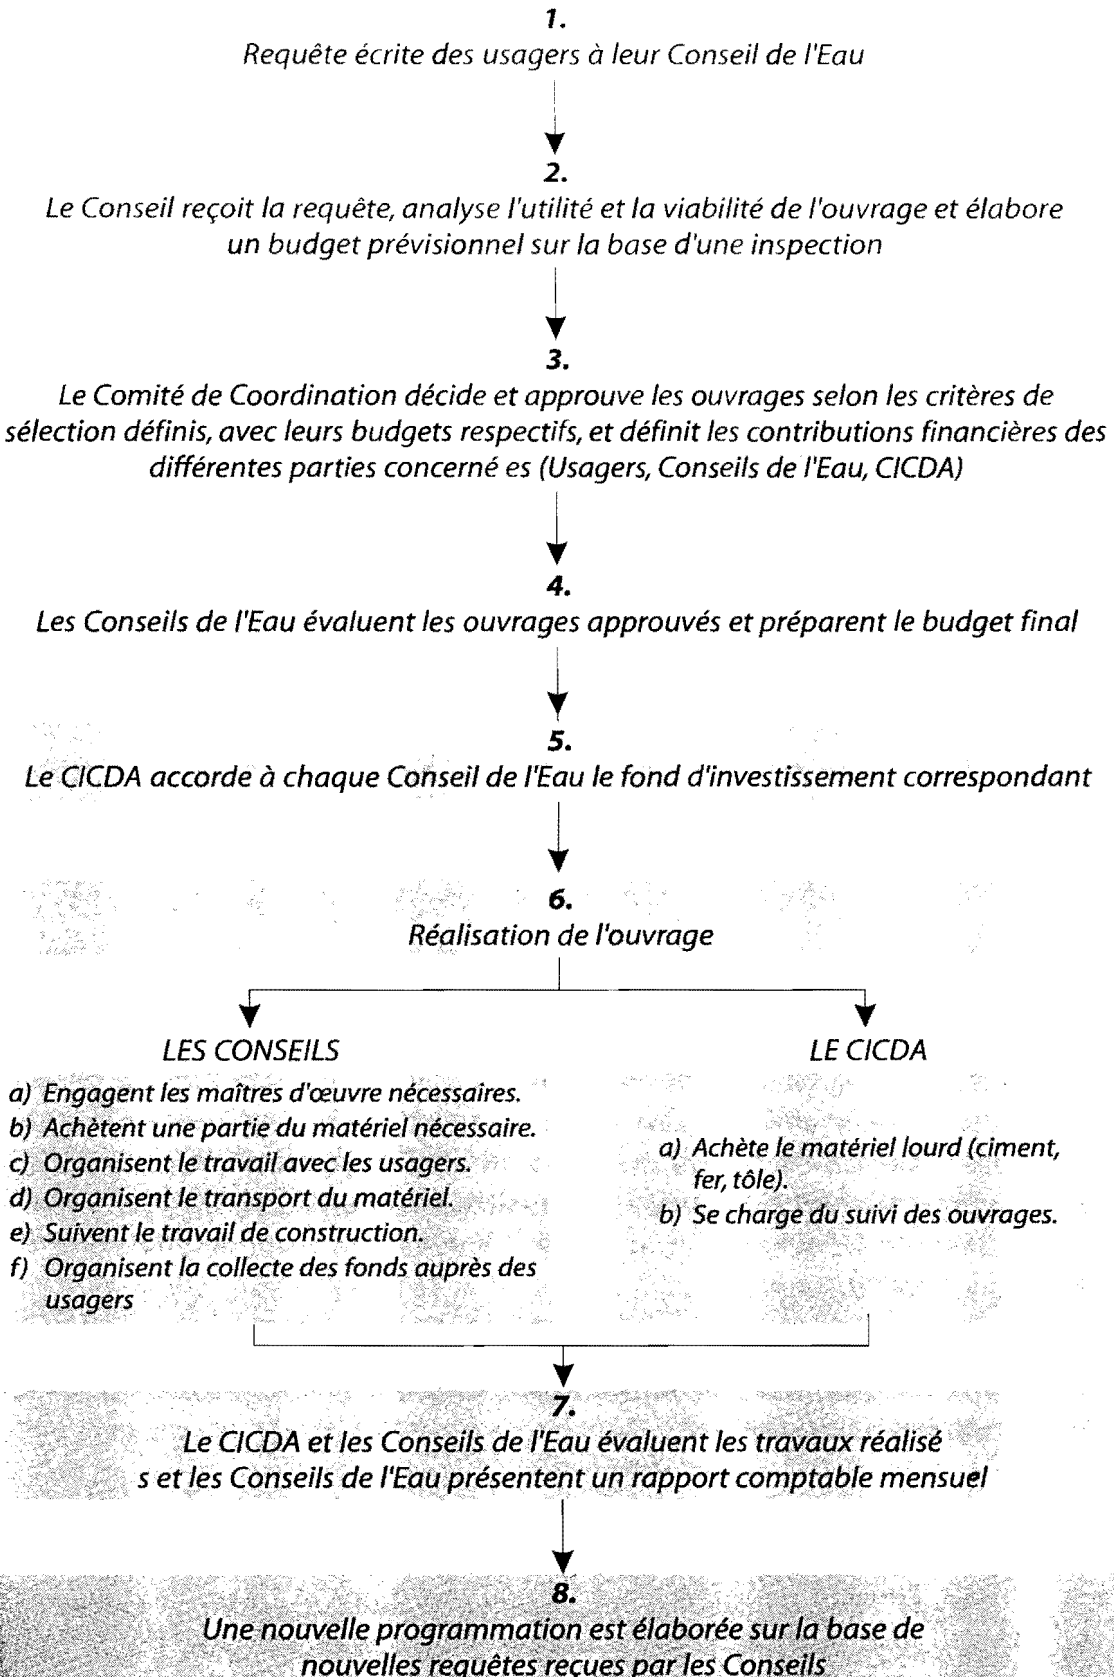 1.
Requête écrite des usagers à leur Conseil de l'Eau
2.
Le Conseil reçoit la requête, analyse l'utilité et la viabilité de l'ouvrage et élabore
un budget prévisionnel sur la base d'une inspection
3.
Le Comité de Coordination décide et approuve les ouvrages selon les critères de
sélection définis, avec leurs budgets respectifs, et définit les contributions financières des
différentes parties concerné es (Usagers, Conseils de l'Eau, CICDA)
4.
Les Conseils de l'Eau évaluent les ouvrages approuvés et préparent le budget final
5.
Le CICDA accorde à chaque Conseil de l'Eau le fond d'investissement correspondant
6.
Réalisation de l'ouvrage
LES CONSEILS
a) Engagent les maîtres d'œuvre nécessaires.
b) Achètent une partie du matériel nécessaire.
c) Organisent le travail avec les usagers.
d) Organisent le transport du matériel.
e) Suivent le travail de construction.
f) Organisent la collecte des fonds auprès des
usagers
LE CICDA
a) Achète le matériel lourd (ciment,
fer, tôle).
b) Se charge du suivi des ouvrages.
7.
Le CICDA et les Conseils de l'Eau évaluent les travaux réalisé
s et les Conseils de l'Eau présentent un rapport comptable mensuel
8.
Une nouvelle programmation est élaborée sur la base de
nouvelles requêtes reçues par les Conseils